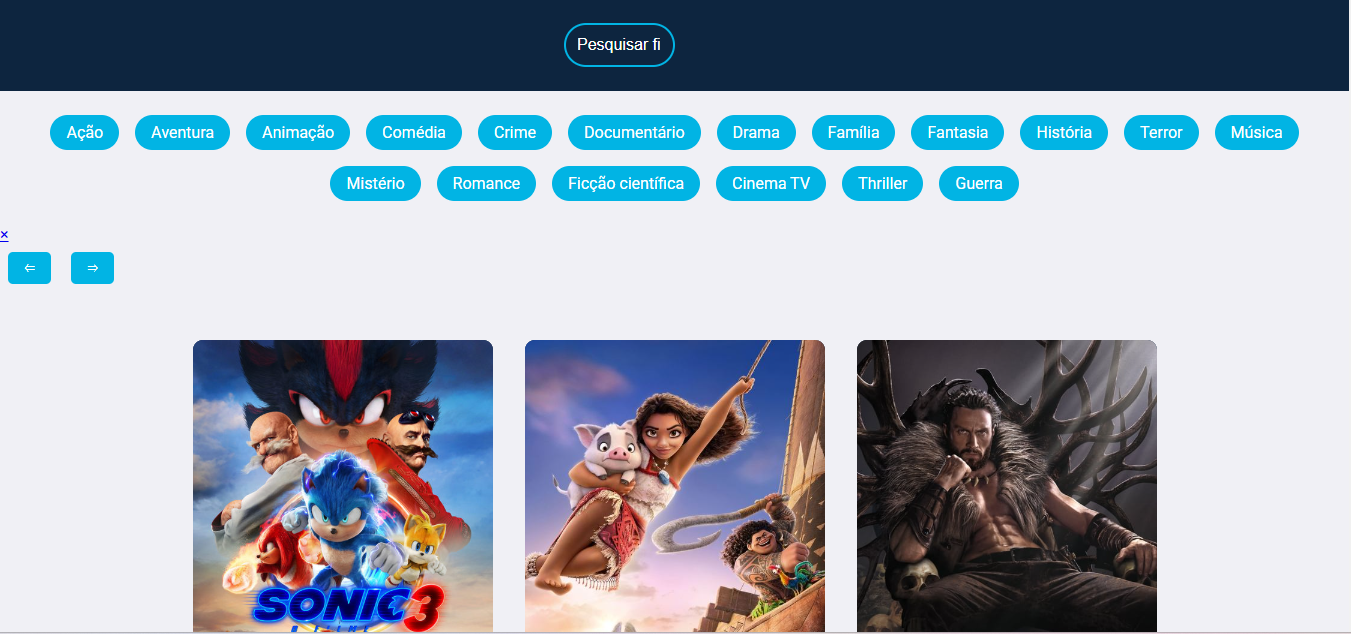 Pesquisar fi
Ação Aventura Animação Comédia Crime Documentário Drama Família Fantasia História Terror Música
Mistério Romance Ficção científica Cinema TV Thriller Guerra
×
⇐ ⇒
SONIC 3